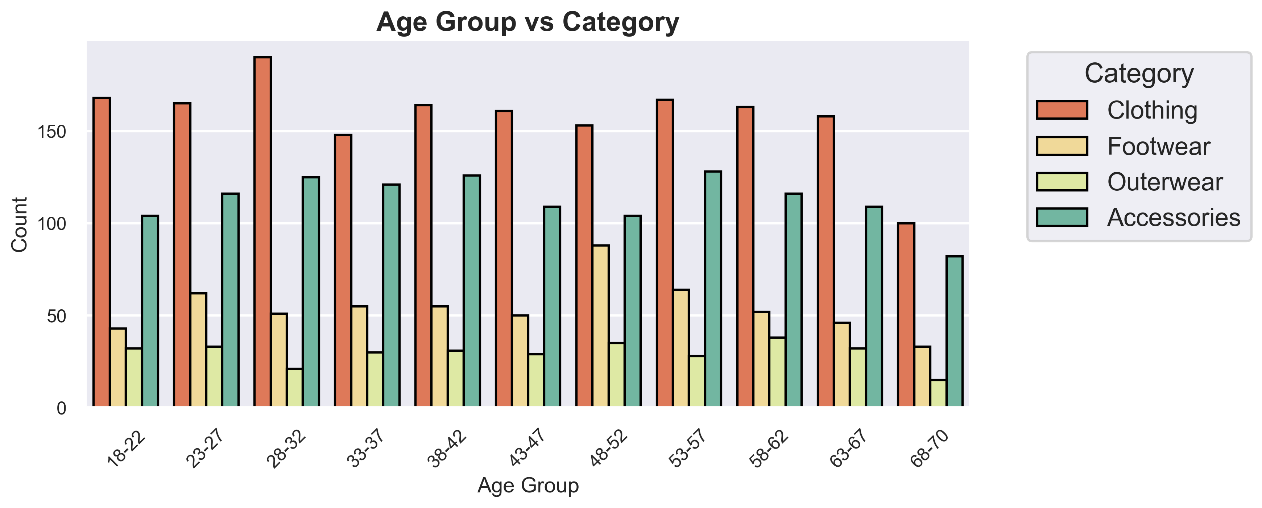 Age Group vs Category
Count
150
100
50
0
18-22
23-27
28-32
33-37
38-42
43-47
48-52
53-57
58-62
63-67
68-70
Age Group
Category
Clothing
Footwear
Outerwear
Accessories